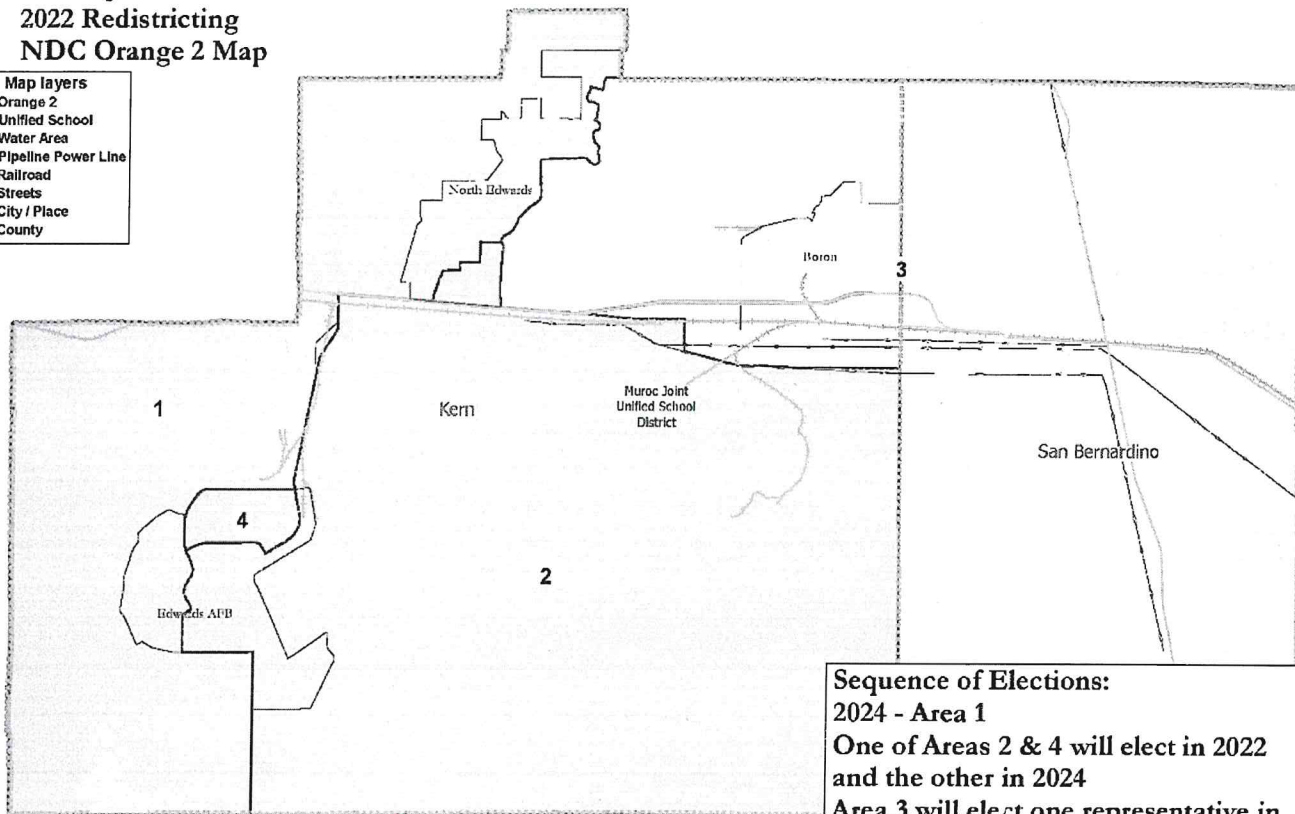 2022 Redistricting
NDC Orange 2 Map
Map layers
Orange 2
Unified School
Water Area
Pipeline Power Line
Railroad
Streets
City / Place
County
North Edwards
Boron
3
1
Kern
Muroc Joint
Unified School
District
San Bernardino
4
2
Edwards AFB
Sequence of Elections:
2024 - Area 1
One of Areas 2 & 4 will elect in 2022
and the other in 2024
Area 3 will elect one representative in